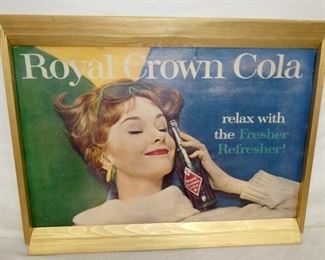 Royal Crown Cola
relax with
the Fresher
Refresher!